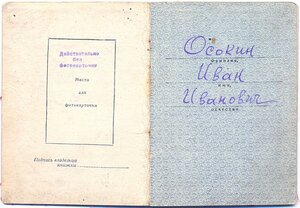 Действительно
без
фотокарточки
Место
для
фотокарточки
Подпись владельца
книжки
Осокин
фамилия,
Иван
имя,
Иванович
отчество